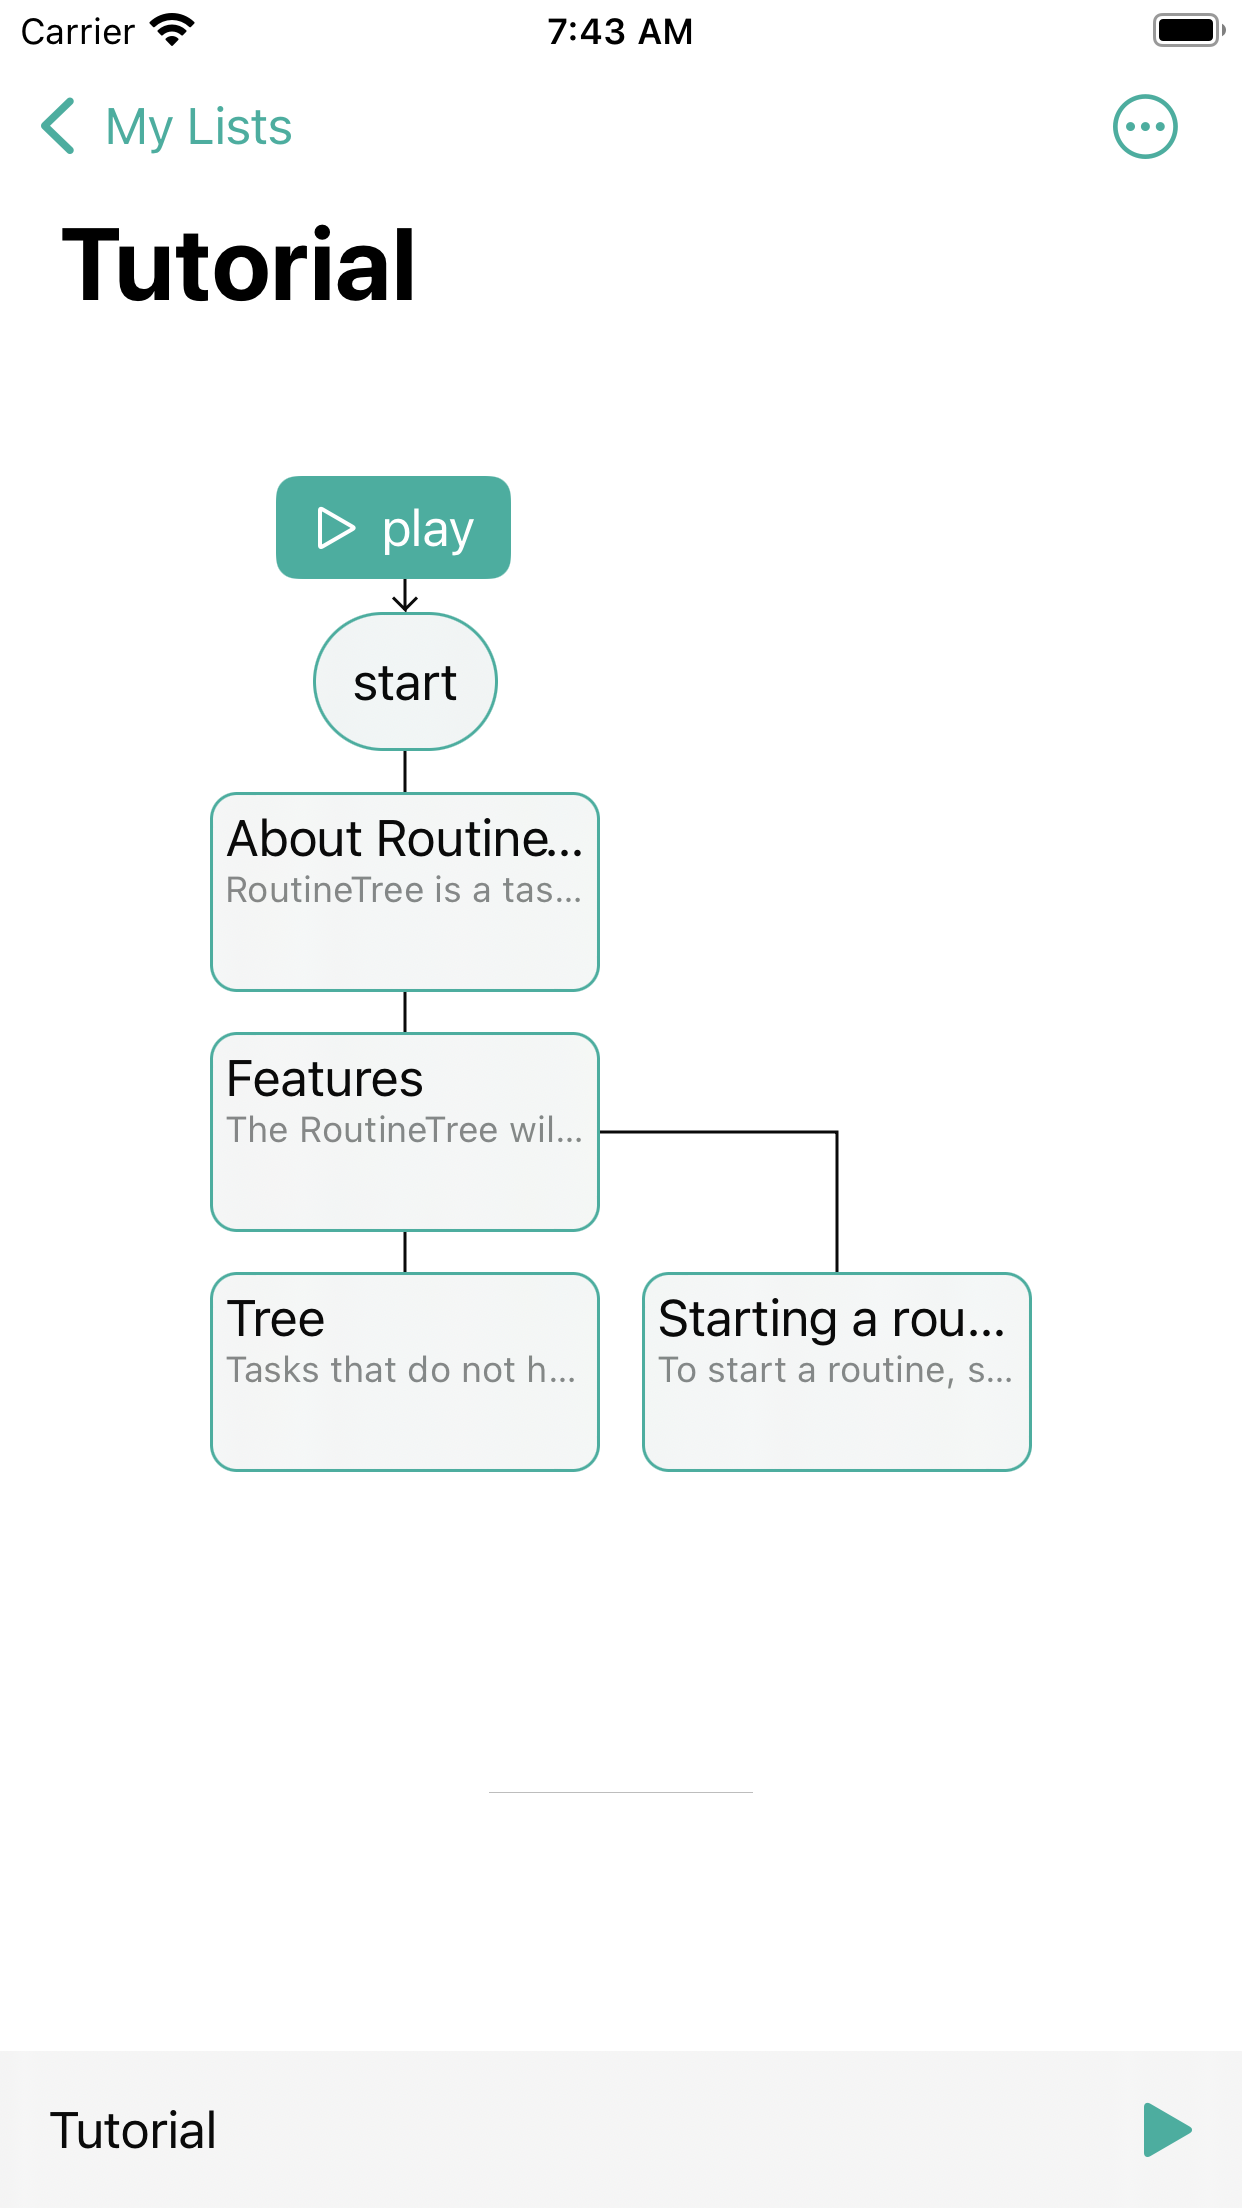 Carrier 7:43 AM
My Lists
Tutorial
play
start
About Routine...
RoutineTree is a tas...
Features
The RoutineTree wil...
Tree
Tasks that do not h...
Starting a rou...
To start a routine, s...
Tutorial